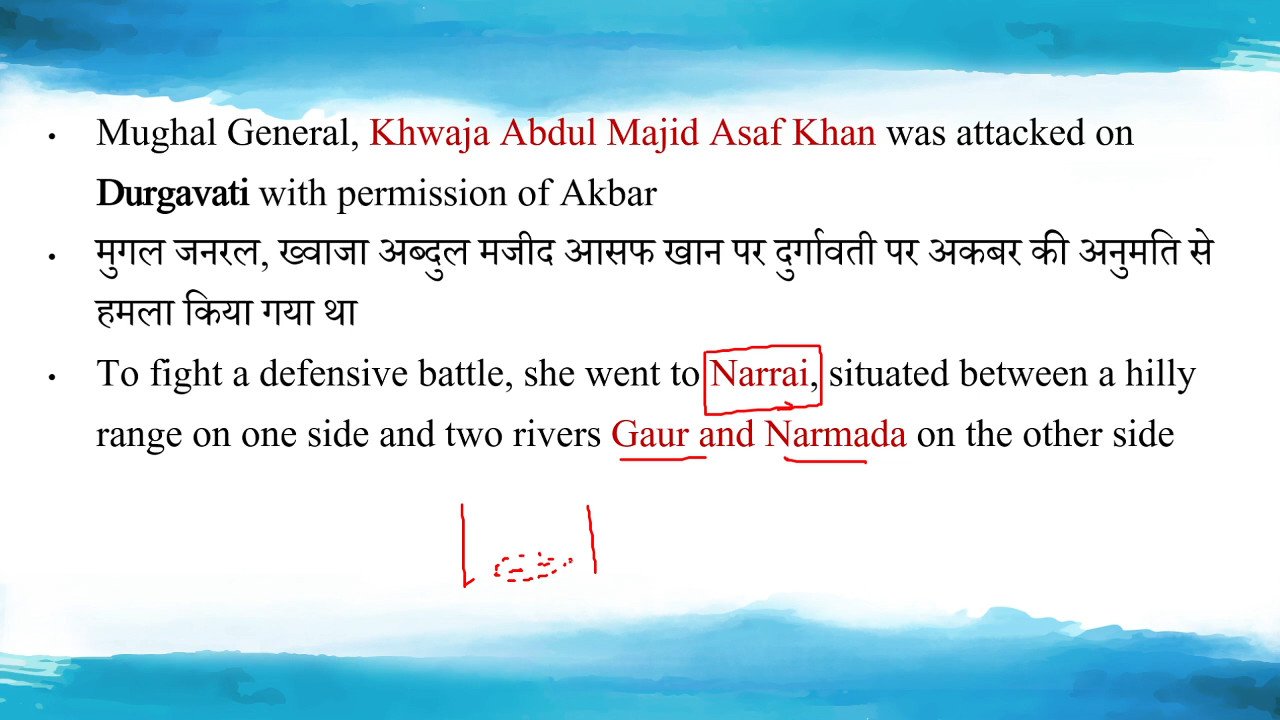 • Mughal General, Khwaja Abdul Majid Asaf Khan was attacked on
Durgavati with permission of Akbar
• मुगल जनरल, ख्वाजा अब्दुल मजीद आसफ खान पर दुर्गावती पर अकबर की अनुमति से
हमला किया गया था
• To fight a defensive battle, she went to Narrai, situated between a hilly
range on one side and two rivers Gaur and Narmada on the other side